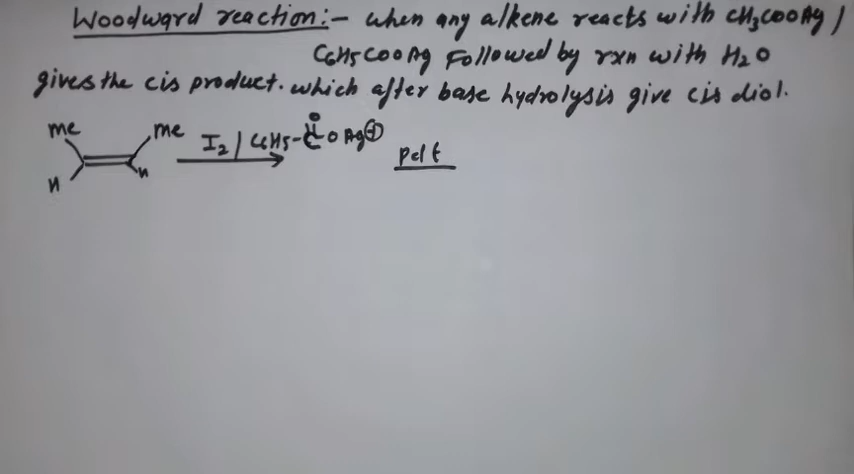 Woodward reaction:- when any alkene reacts with CH3COOAg /
C6H5COOAg Followed by rxn with H2O
gives the cis product. which after base hydrolysis give cis diol.
me me I2 / C6H5-C O Ag⊕
O
H H